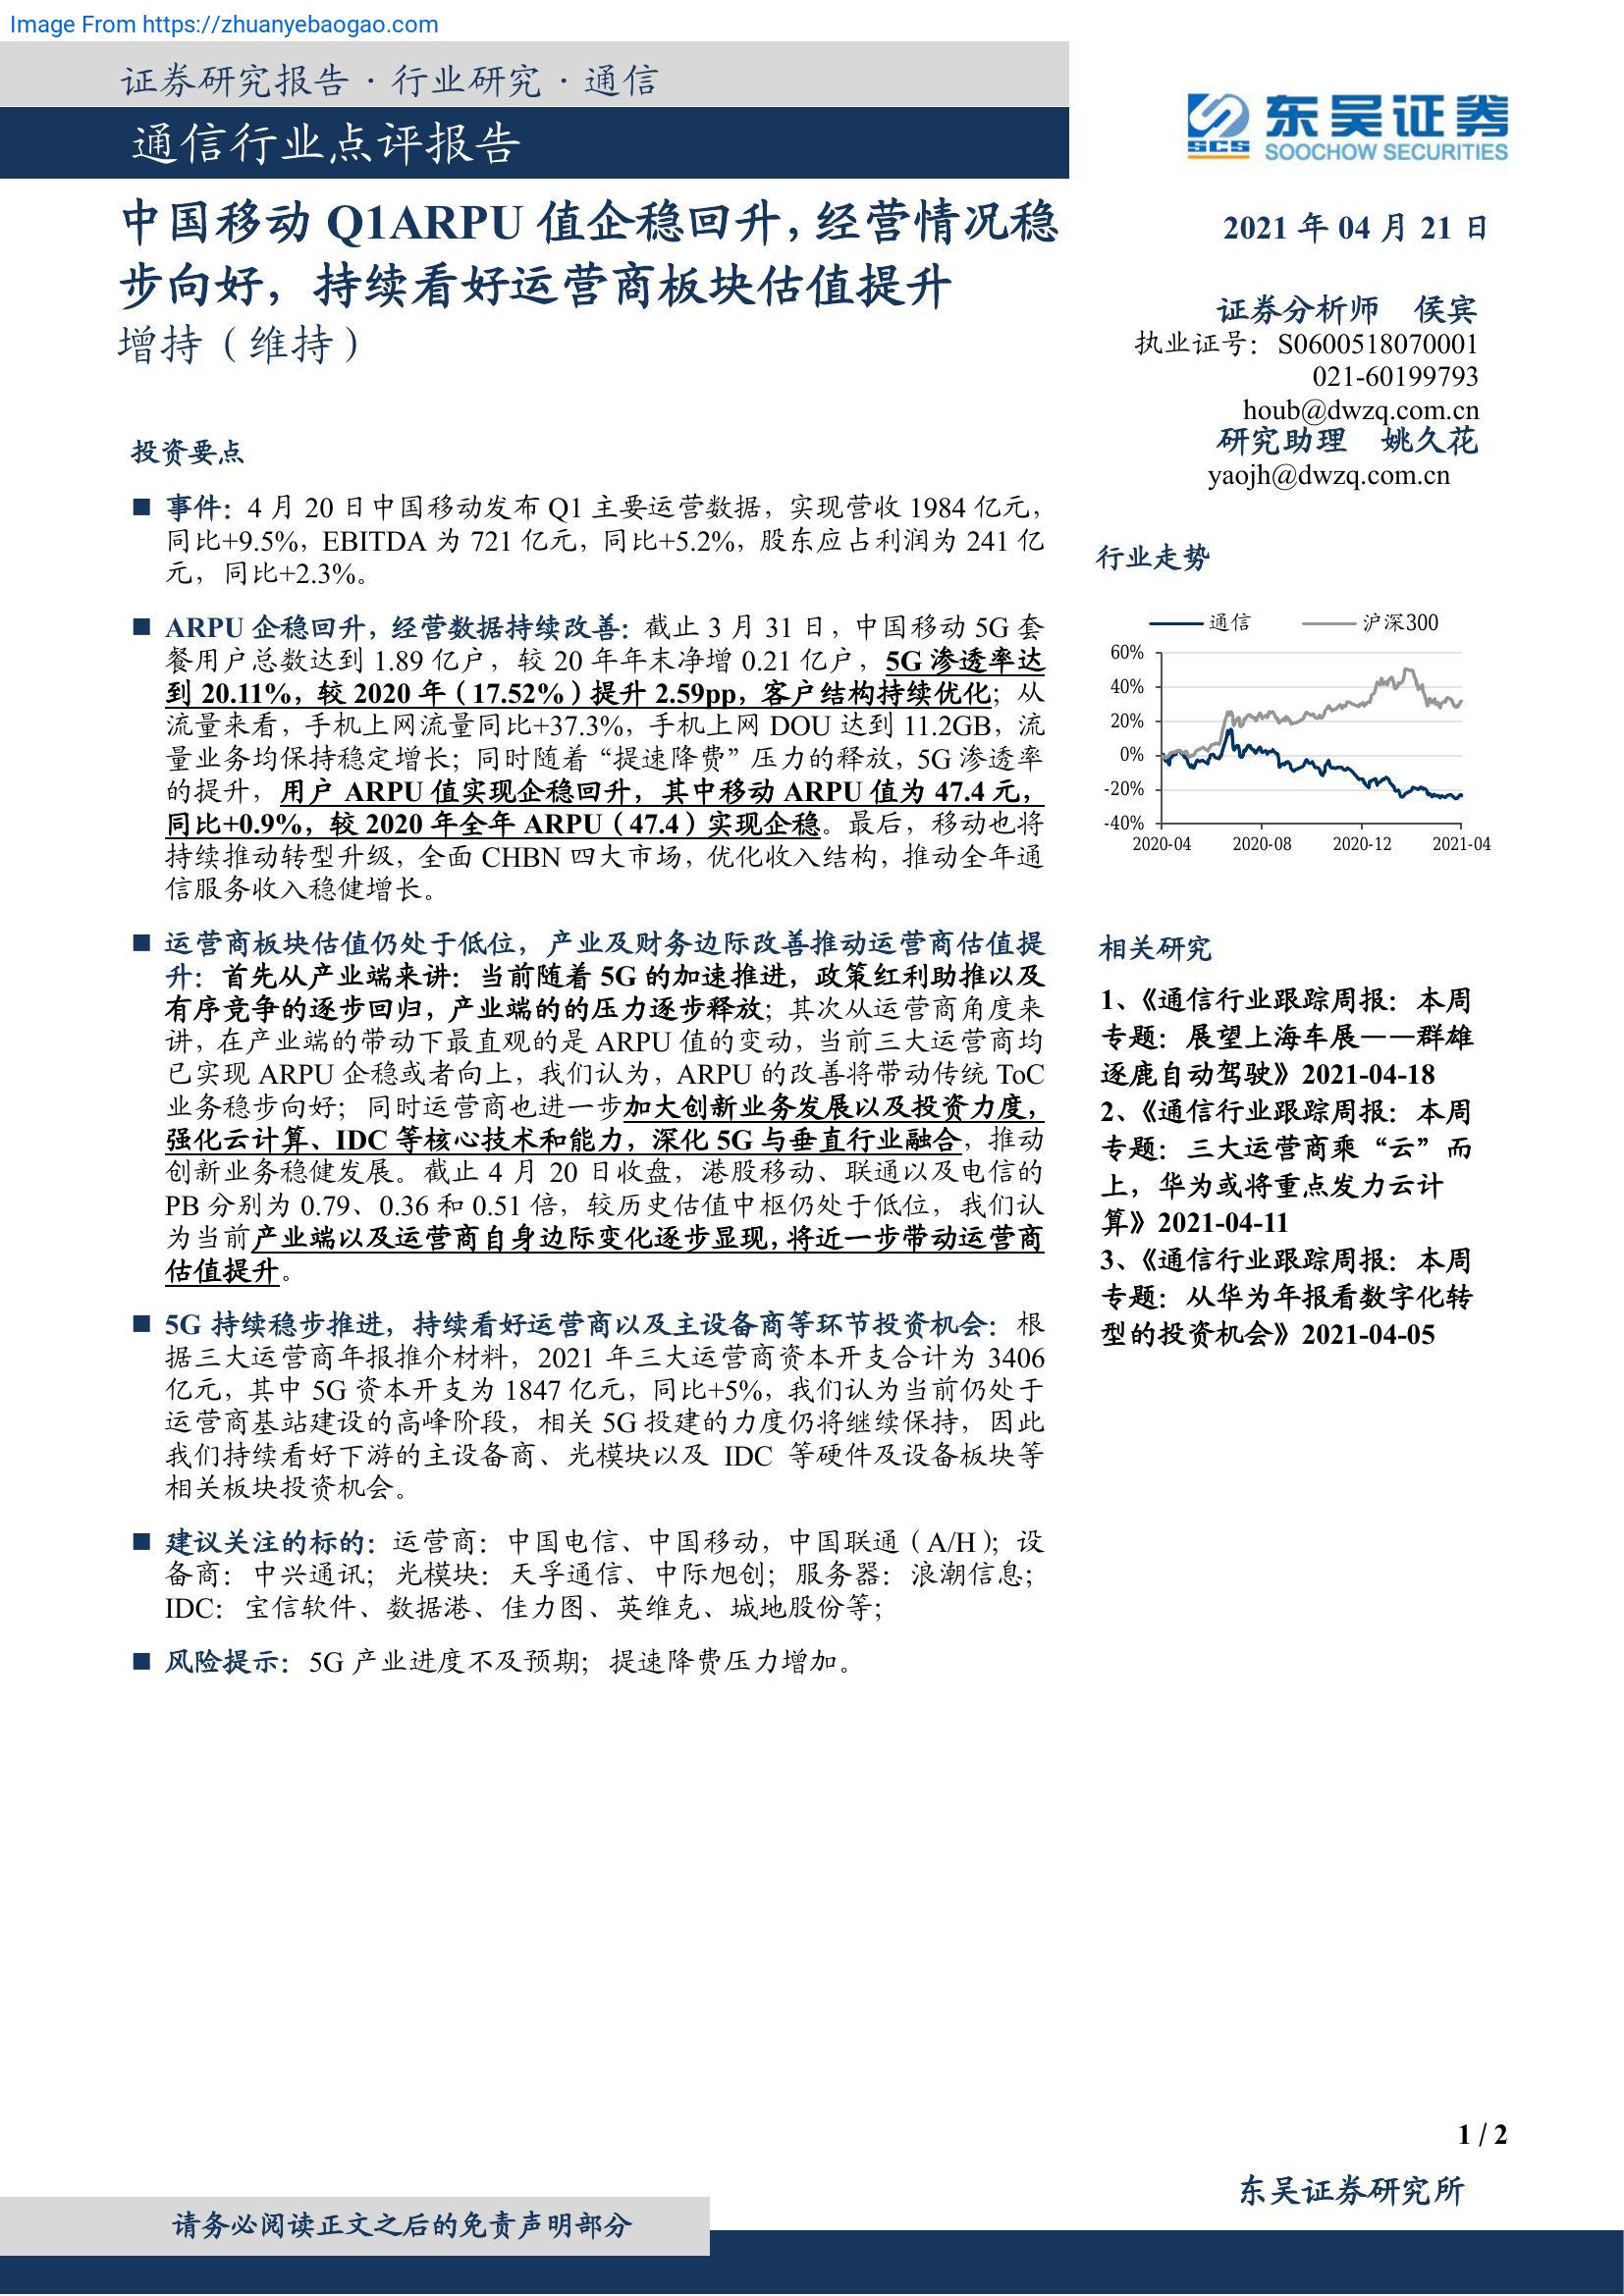 Image From https://zhuanyebaogao.com
证券研究报告·行业研究·通信
通信行业点评报告
SCS
东吴证券
SOOCHOW SECURITIES
中国移动 Q1ARPU 值企稳回升，经营情况稳
步向好，持续看好运营商板块估值提升
增持（维持）
2021 年 04 月 21 日
证券分析师 侯宾
执业证号：S0600518070001
021-60199793
houb@dwzq.com.cn
研究助理 姚久花
yaojh@dwzq.com.cn
投资要点
■ 事件：4 月 20 日中国移动发布 Q1 主要运营数据，实现营收 1984 亿元，
同比+9.5%，EBITDA 为 721 亿元，同比+5.2%，股东应占利润为 241 亿
元，同比+2.3%。
■ ARPU 企稳回升，经营数据持续改善：截止 3 月 31 日，中国移动 5G 套
餐用户总数达到 1.89 亿户，较 20 年年末净增 0.21 亿户，5G 渗透率达
到 20.11%，较 2020 年（17.52%）提升 2.59pp，客户结构持续优化；从
流量来看，手机上网流量同比+37.3%，手机上网 DOU 达到 11.2GB，流
量业务均保持稳定增长；同时随着“提速降费”压力的释放，5G 渗透率
的提升，用户 ARPU 值实现企稳回升，其中移动 ARPU 值为 47.4 元，
同比+0.9%，较 2020 年全年 ARPU（47.4）实现企稳。最后，移动也将
持续推动转型升级，全面 CHBN 四大市场，优化收入结构，推动全年通
信服务收入稳健增长。
■ 运营商板块估值仍处于低位，产业及财务边际改善推动运营商估值提
升：首先从产业端来讲：当前随着 5G 的加速推进，政策红利助推以及
有序竞争的逐步回归，产业端的的压力逐步释放；其次从运营商角度来
讲，在产业端的带动下最直观的是 ARPU 值的变动，当前三大运营商均
已实现 ARPU 企稳或者向上，我们认为，ARPU 的改善将带动传统 ToC
业务稳步向好；同时运营商也进一步加大创新业务发展以及投资力度，
强化云计算、IDC 等核心技术和能力，深化 5G 与垂直行业融合，推动
创新业务稳健发展。截止 4 月 20 日收盘，港股移动、联通以及电信的
PB 分别为 0.79、0.36 和 0.51 倍，较历史估值中枢仍处于低位，我们认
为当前产业端以及运营商自身边际变化逐步显现，将近一步带动运营商
估值提升。
■ 5G 持续稳步推进，持续看好运营商以及主设备商等环节投资机会：根
据三大运营商年报推介材料，2021 年三大运营商资本开支合计为 3406
亿元，其中 5G 资本开支为 1847 亿元，同比+5%，我们认为当前仍处于
运营商基站建设的高峰阶段，相关 5G 投建的力度仍将继续保持，因此
我们持续看好下游的主设备商、光模块以及 IDC 等硬件及设备板块等
相关板块投资机会。
■ 建议关注的标的：运营商：中国电信、中国移动，中国联通（A/H）；设
备商：中兴通讯；光模块：天孚通信、中际旭创；服务器：浪潮信息；
IDC：宝信软件、数据港、佳力图、英维克、城地股份等；
■ 风险提示：5G 产业进度不及预期；提速降费压力增加。
行业走势
通信 沪深300
60%
40%
20%
0%
-20%
-40%
2020-04 2020-08 2020-12 2021-04
相关研究
1、《通信行业跟踪周报：本周
专题：展望上海车展——群雄
逐鹿自动驾驶》2021-04-18
2、《通信行业跟踪周报：本周
专题：三大运营商乘“云”而
上，华为或将重点发力云计
算》2021-04-11
3、《通信行业跟踪周报：本周
专题：从华为年报看数字化转
型的投资机会》2021-04-05
1 / 2
东吴证券研究所
请务必阅读正文之后的免责声明部分